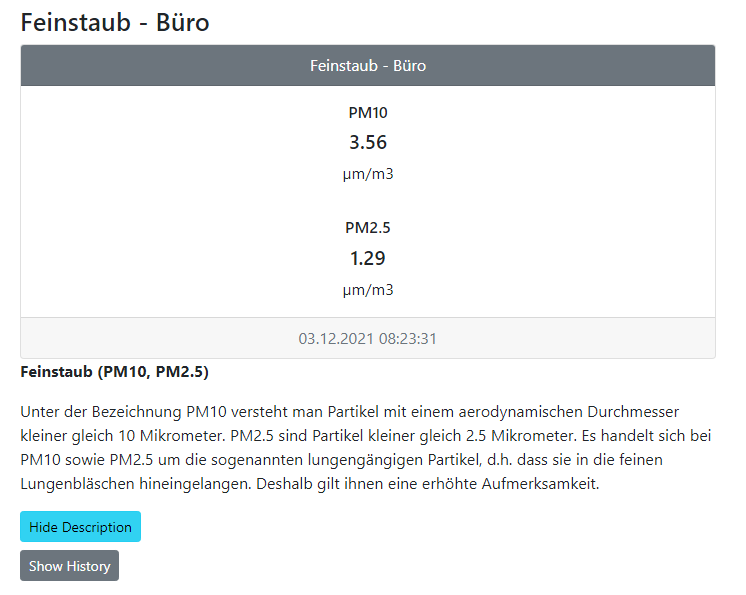 Feinstaub - Büro
Feinstaub - Büro
PM10
3.56
µm/m3
PM2.5
1.29
µm/m3
03.12.2021 08:23:31
Feinstaub (PM10, PM2.5)
Unter der Bezeichnung PM10 versteht man Partikel mit einem aerodynamischen Durchmesser
kleiner gleich 10 Mikrometer. PM2.5 sind Partikel kleiner gleich 2.5 Mikrometer. Es handelt sich bei
PM10 sowie PM2.5 um die sogenannten lungengängigen Partikel, d.h. dass sie in die feinen
Lungenbläschen hineingelangen. Deshalb gilt ihnen eine erhöhte Aufmerksamkeit.
Hide Description
Show History